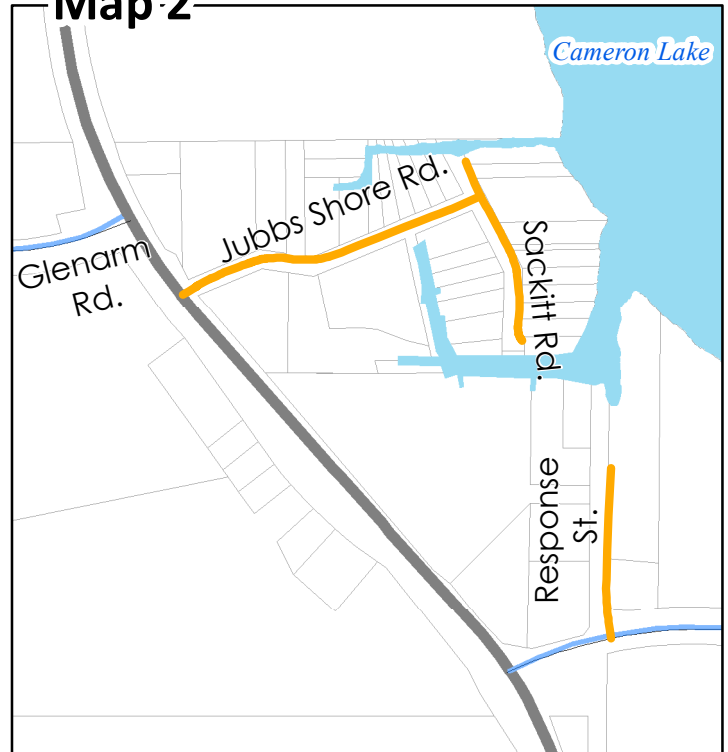 Map 2
Cameron Lake
Jubbs Shore Rd.
Glenarm
Rd.
Sackitt Rd.
Response
St.